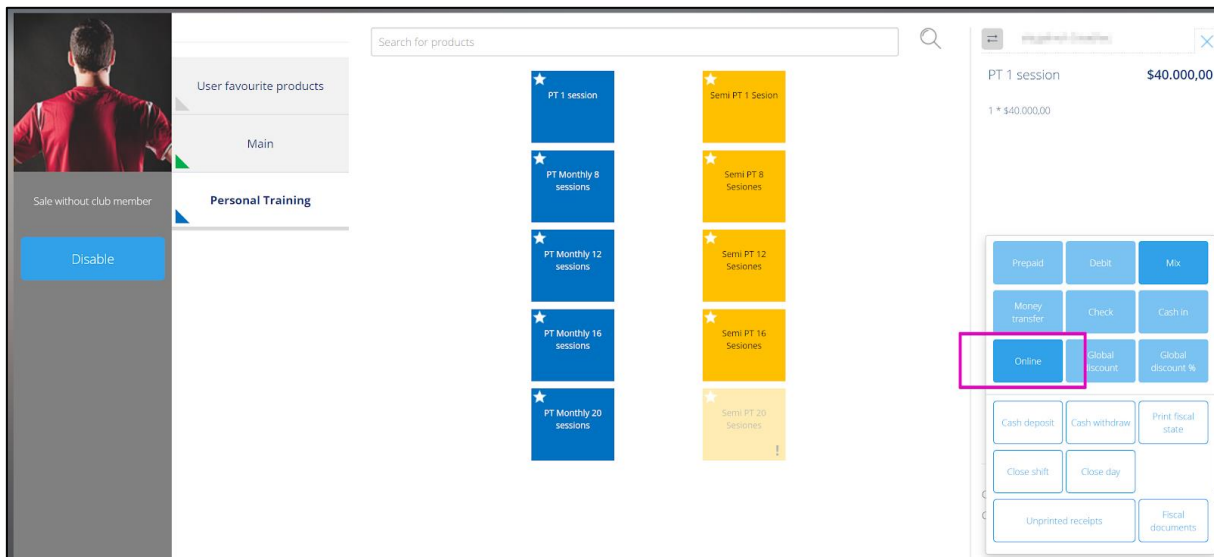 Search for products
User favourite products
Main
Personal Training
Sale without club member
Disable
PT 1 session
PT Monthly 8
sessions
PT Monthly 12
sessions
PT Monthly 16
sessions
PT Monthly 20
sessions
Semi PT 1 Sesion
Semi PT 8
Sesiones
Semi PT 12
Sesiones
Semi PT 16
Sesiones
Semi PT 20
Sesiones
!
PT 1 session $40.000,00
1 * $40.000,00
Prepaid Debit Mix
Money
transfer
Check Cash in
Online
Global
discount
Global
discount %
Cash deposit Cash withdraw
Print fiscal
state
Close shift Close day
Unprinted receipts
Fiscal
documents